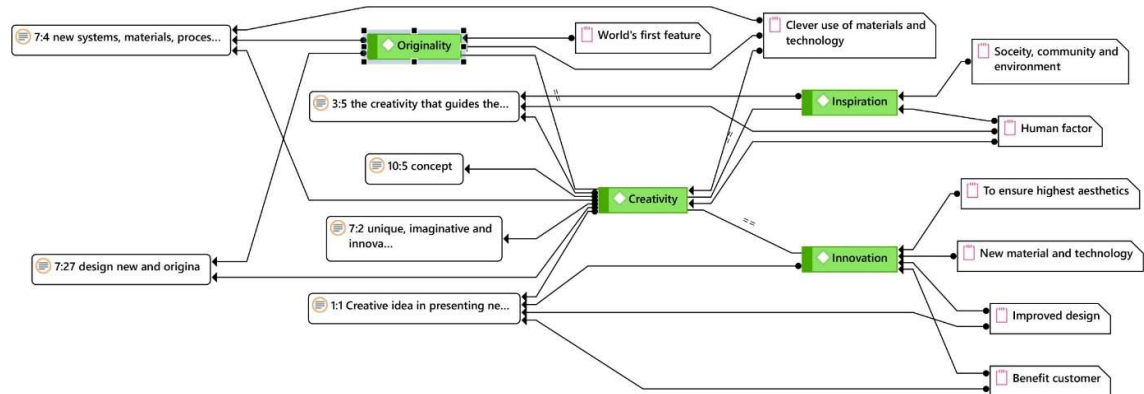 7:4 new systems, materials, proces...
Originality
World's first feature
Clever use of materials and
technology
Soceity, community and
environment
3:5 the creativity that guides the...
Inspiration
Human factor
10:5 concept
Creativity
To ensure highest aesthetics
7:2 unique, imaginative and
innova...
New material and technology
7:27 design new and origina
Innovation
1:1 Creative idea in presenting ne...
Improved design
Benefit customer